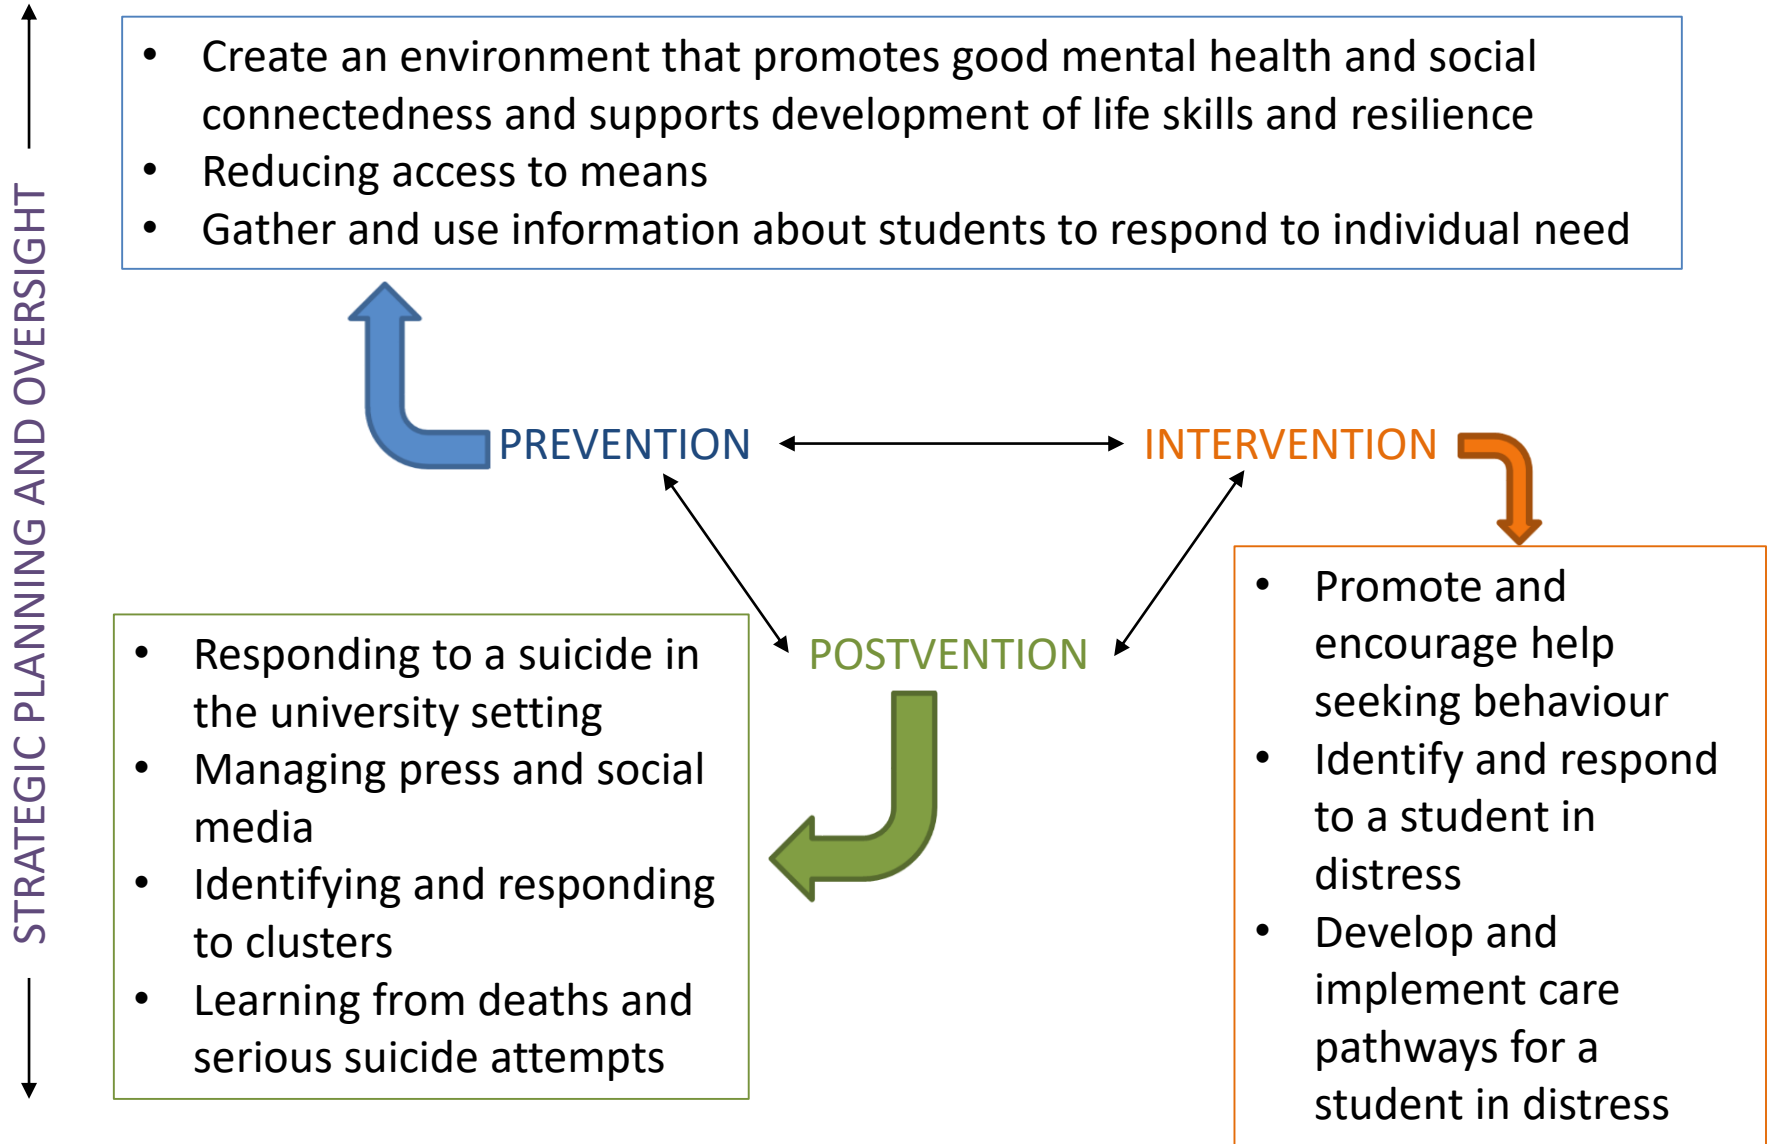 STRATEGIC PLANNING AND OVERSIGHT
• Create an environment that promotes good mental health and social
connectedness and supports development of life skills and resilience
• Reducing access to means
• Gather and use information about students to respond to individual need
PREVENTION
INTERVENTION
POSTVENTION
• Responding to a suicide in
the university setting
• Managing press and social
media
• Identifying and responding
to clusters
• Learning from deaths and
serious suicide attempts
• Promote and
encourage help
seeking behaviour
• Identify and respond
to a student in
distress
• Develop and
implement care
pathways for a
student in distress